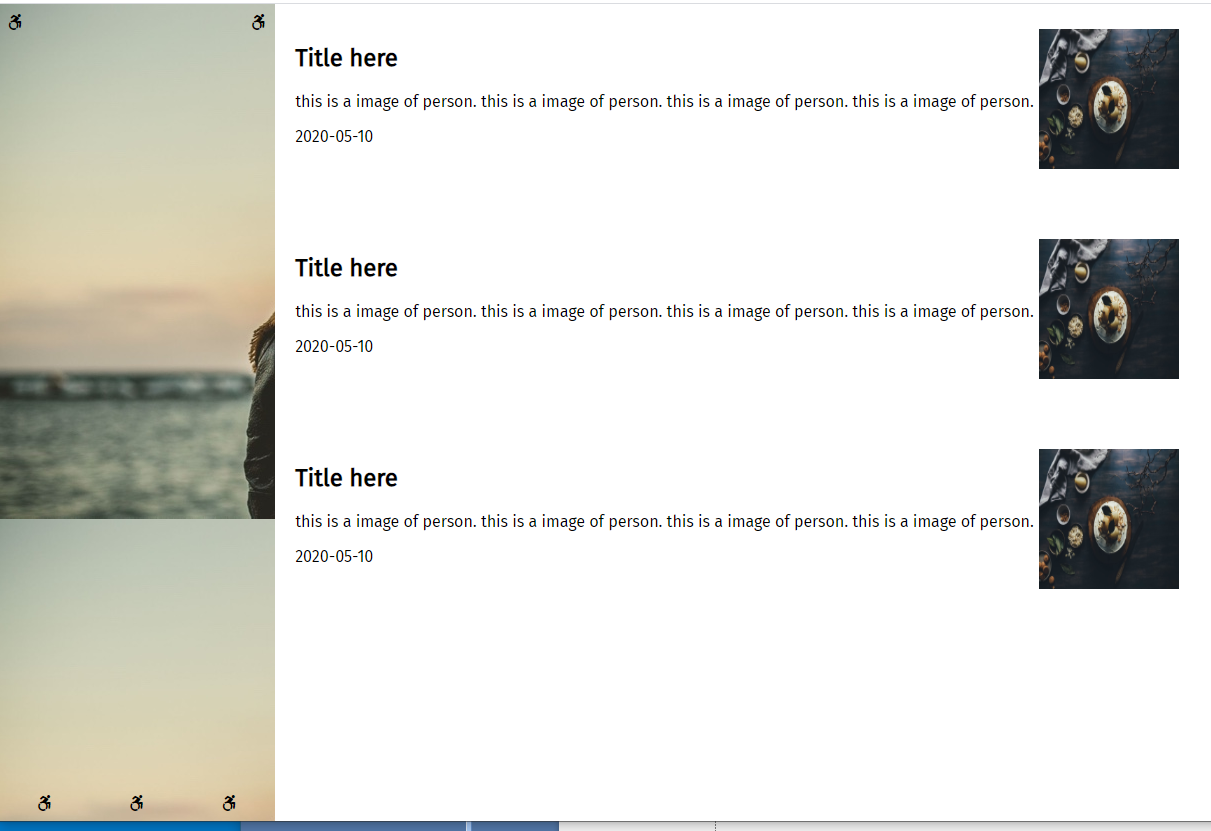 Title here
this is a image of person. this is a image of person. this is a image of person. this is a image of person.
2020-05-10
Title here
this is a image of person. this is a image of person. this is a image of person. this is a image of person.
2020-05-10
Title here
this is a image of person. this is a image of person. this is a image of person. this is a image of person.
2020-05-10